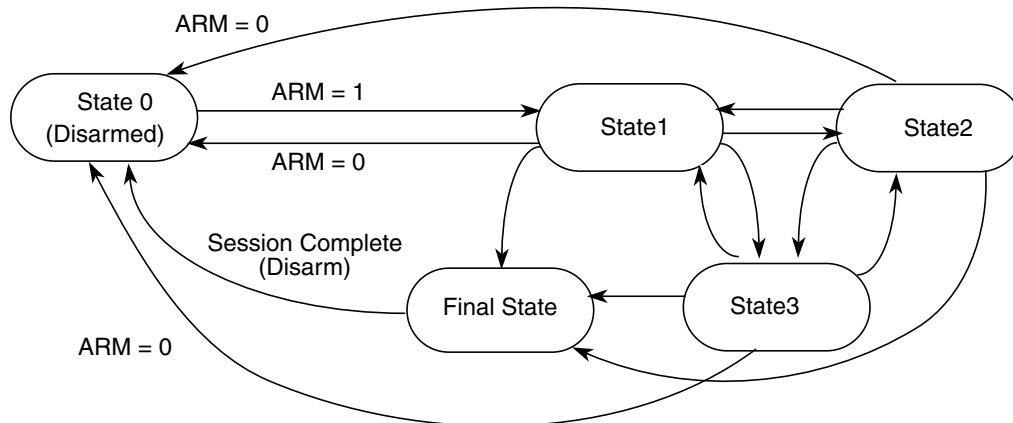 ARM = 0
State 0
(Disarmed)
ARM = 1
State1
State2
ARM = 0
Session Complete
(Disarm)
Final State
State3
ARM = 0